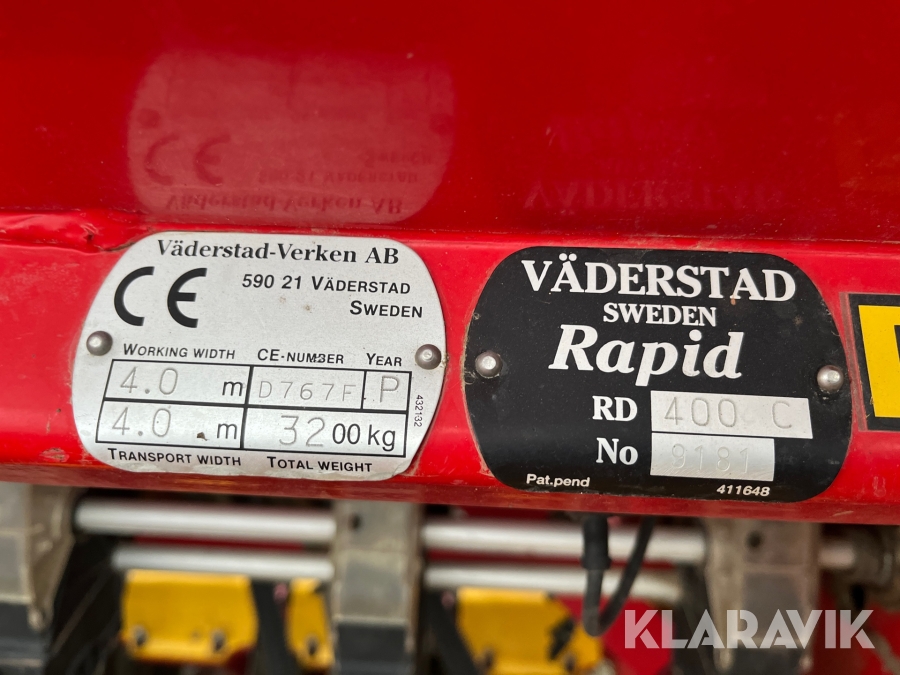 Väderstad-Verken AB
CE
590 21 VÄDERSTAD
SWEDEN
WORKING WIDTH CE-NUMBER YEAR
4.0 m D767F P
4.0 m 3200 kg
TRANSPORT WIDTH TOTAL WEIGHT
432132
VÄDERSTAD
SWEDEN
Rapid
RD 400 C
No 9181
Pat.pend 411648
KLARAVIK